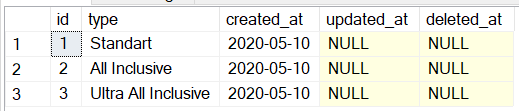 id type created_at updated_at deleted_at
1 1 Standart 2020-05-10 NULL NULL
2 2 All Inclusive 2020-05-10 NULL NULL
3 3 Ultra All Inclusive 2020-05-10 NULL NULL